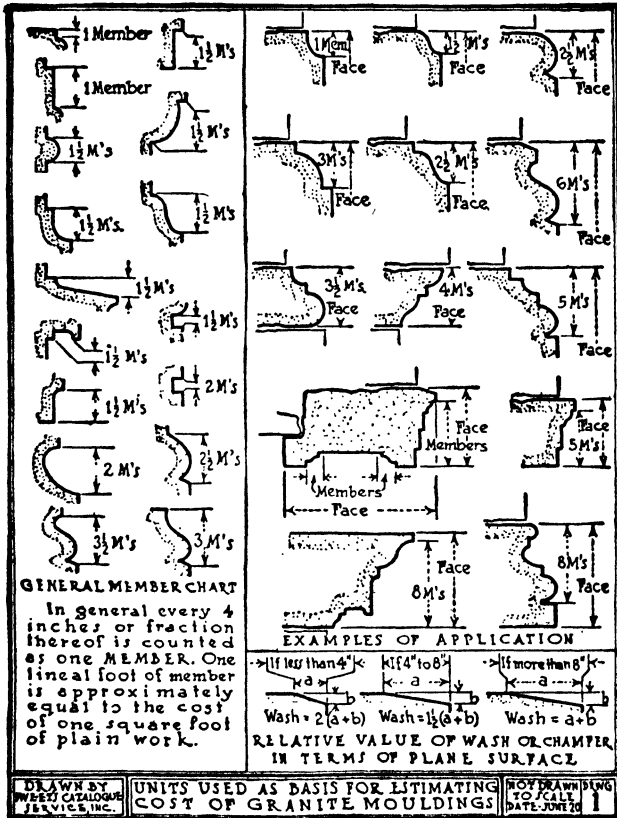 1 Member
1½ M's
1 Member
1½ M's
1½ M's
1½ M's.
1½ M's
1½ M's
1½ M's
1½ M's
1½ M's
2 M's
2 M's
2½ M's
3½ M's
3 M's
GENERAL MEMBER CHART
In general every 4
inches or fraction
thereof is counted
as one MEMBER. One
lineal foot of member
is approximately
equal to the cost
of one square foot
of plain work.
1 Mem.
Face
1½ M's
Face
2½ M's
Face
3 M's
Face
2½ M's
Face
6 M's
Face
3½ M's
Face
4 M's
Face
5 M's
Face
Members
Face
Members
Face
5 M's
Face
8 M's
Face
8 M's
Face
EXAMPLES OF APPLICATION
If less than 4"
a
b
Wash = 2 (a+b)
If 4" to 8"
a
b
Wash = 1½ (a+b)
If more than 8"
a
b
Wash = a+b
RELATIVE VALUE OF WASH OR CHAMFER
IN TERMS OF PLANE SURFACE
DRAWN BY
SWEETS CATALOGUE
SERVICE, INC.
UNITS USED AS BASIS FOR ESTIMATING
COST OF GRANITE MOULDINGS
NOT DRAWN
TO SCALE
DATE-JUNE 20
DRWG
1